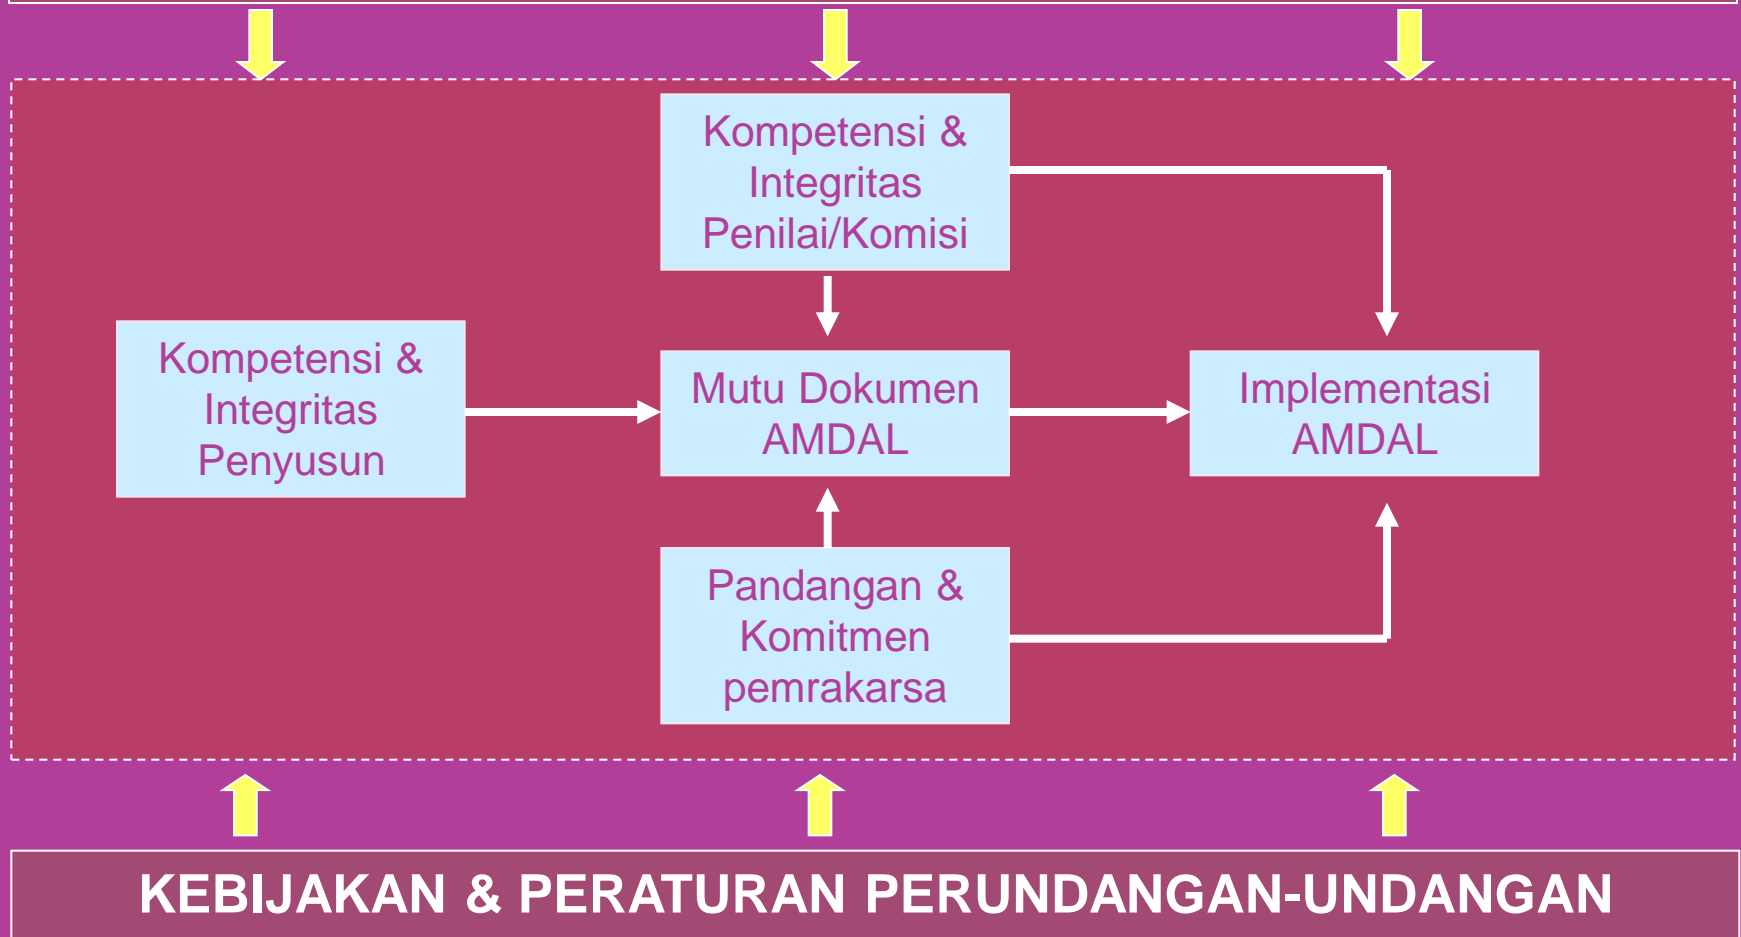 Kompetensi &
Integritas
Penilai/Komisi
Kompetensi &
Integritas
Penyusun
Mutu Dokumen
AMDAL
Implementasi
AMDAL
Pandangan &
Komitmen
pemrakarsa
KEBIJAKAN & PERATURAN PERUNDANGAN-UNDANGAN